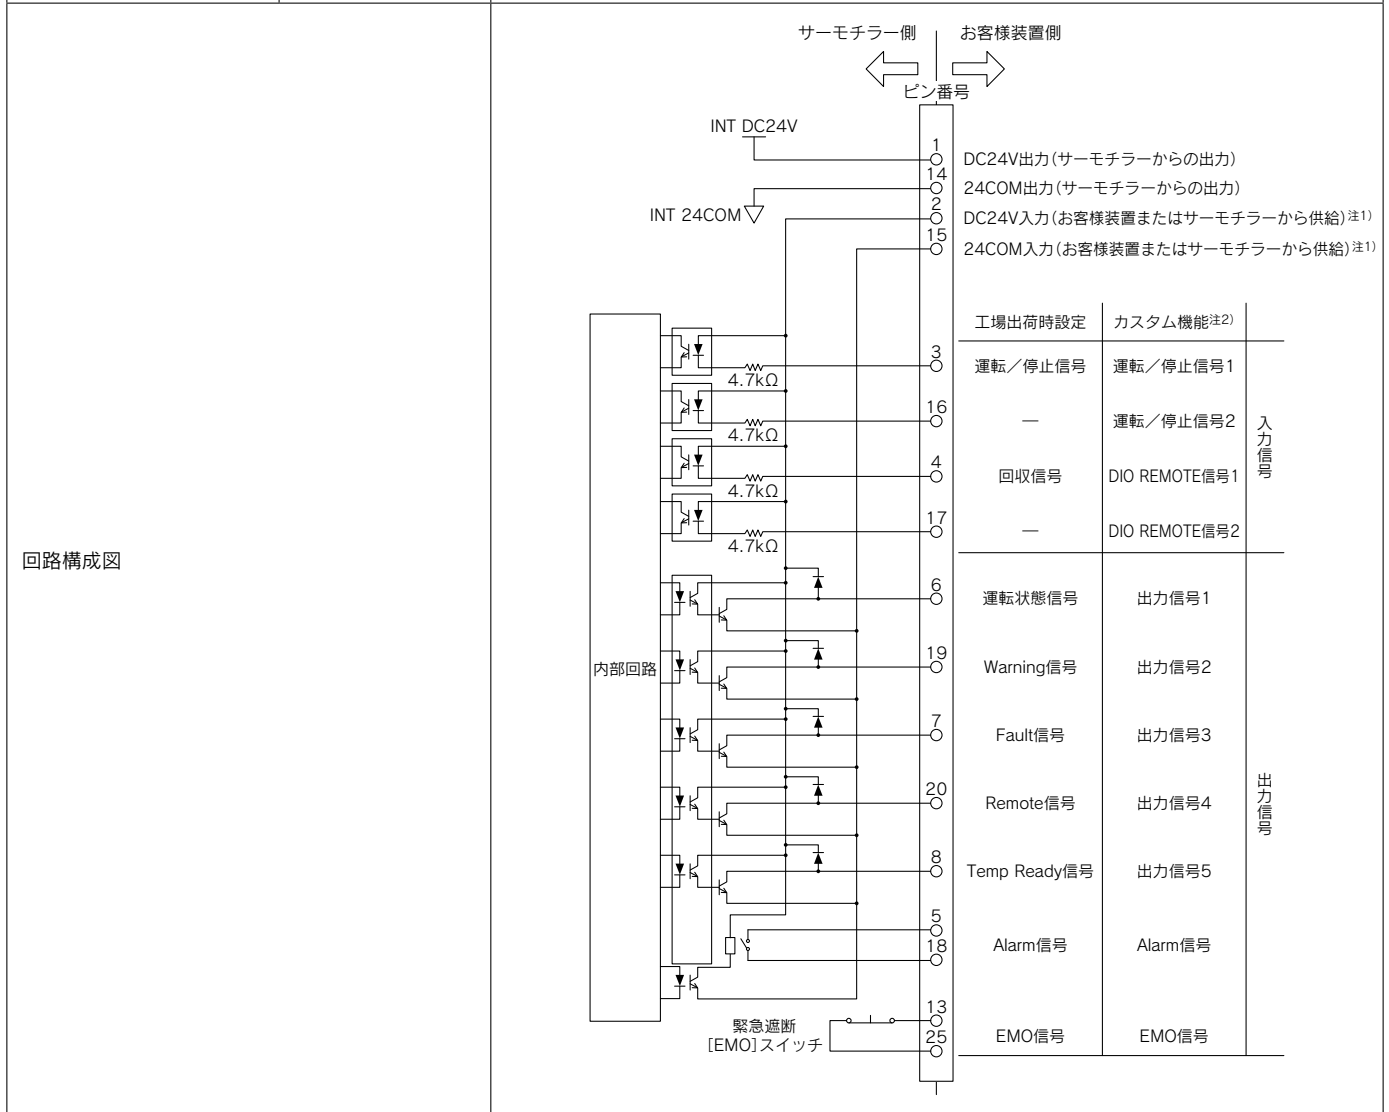 サーモチラー側
お客様装置側
ピン番号
INT DC24V
1
DC24V出力(サーモチラーからの出力)
14
24COM出力(サーモチラーからの出力)
INT 24COM
2
DC24V入力(お客様装置またはサーモチラーから供給)注1)
15
24COM入力(お客様装置またはサーモチラーから供給)注1)
工場出荷時設定
カスタム機能注2)
3
4.7kΩ
運転／停止信号
運転／停止信号1
16
4.7kΩ
—
運転／停止信号2
入力信号
4
4.7kΩ
回収信号
DIO REMOTE信号1
17
4.7kΩ
—
DIO REMOTE信号2
回路構成図
内部回路
6
運転状態信号
出力信号1
19
Warning信号
出力信号2
7
Fault信号
出力信号3
20
Remote信号
出力信号4
出力信号
8
Temp Ready信号
出力信号5
5
18
Alarm信号
Alarm信号
緊急遮断
[EMO]スイッチ
13
25
EMO信号
EMO信号